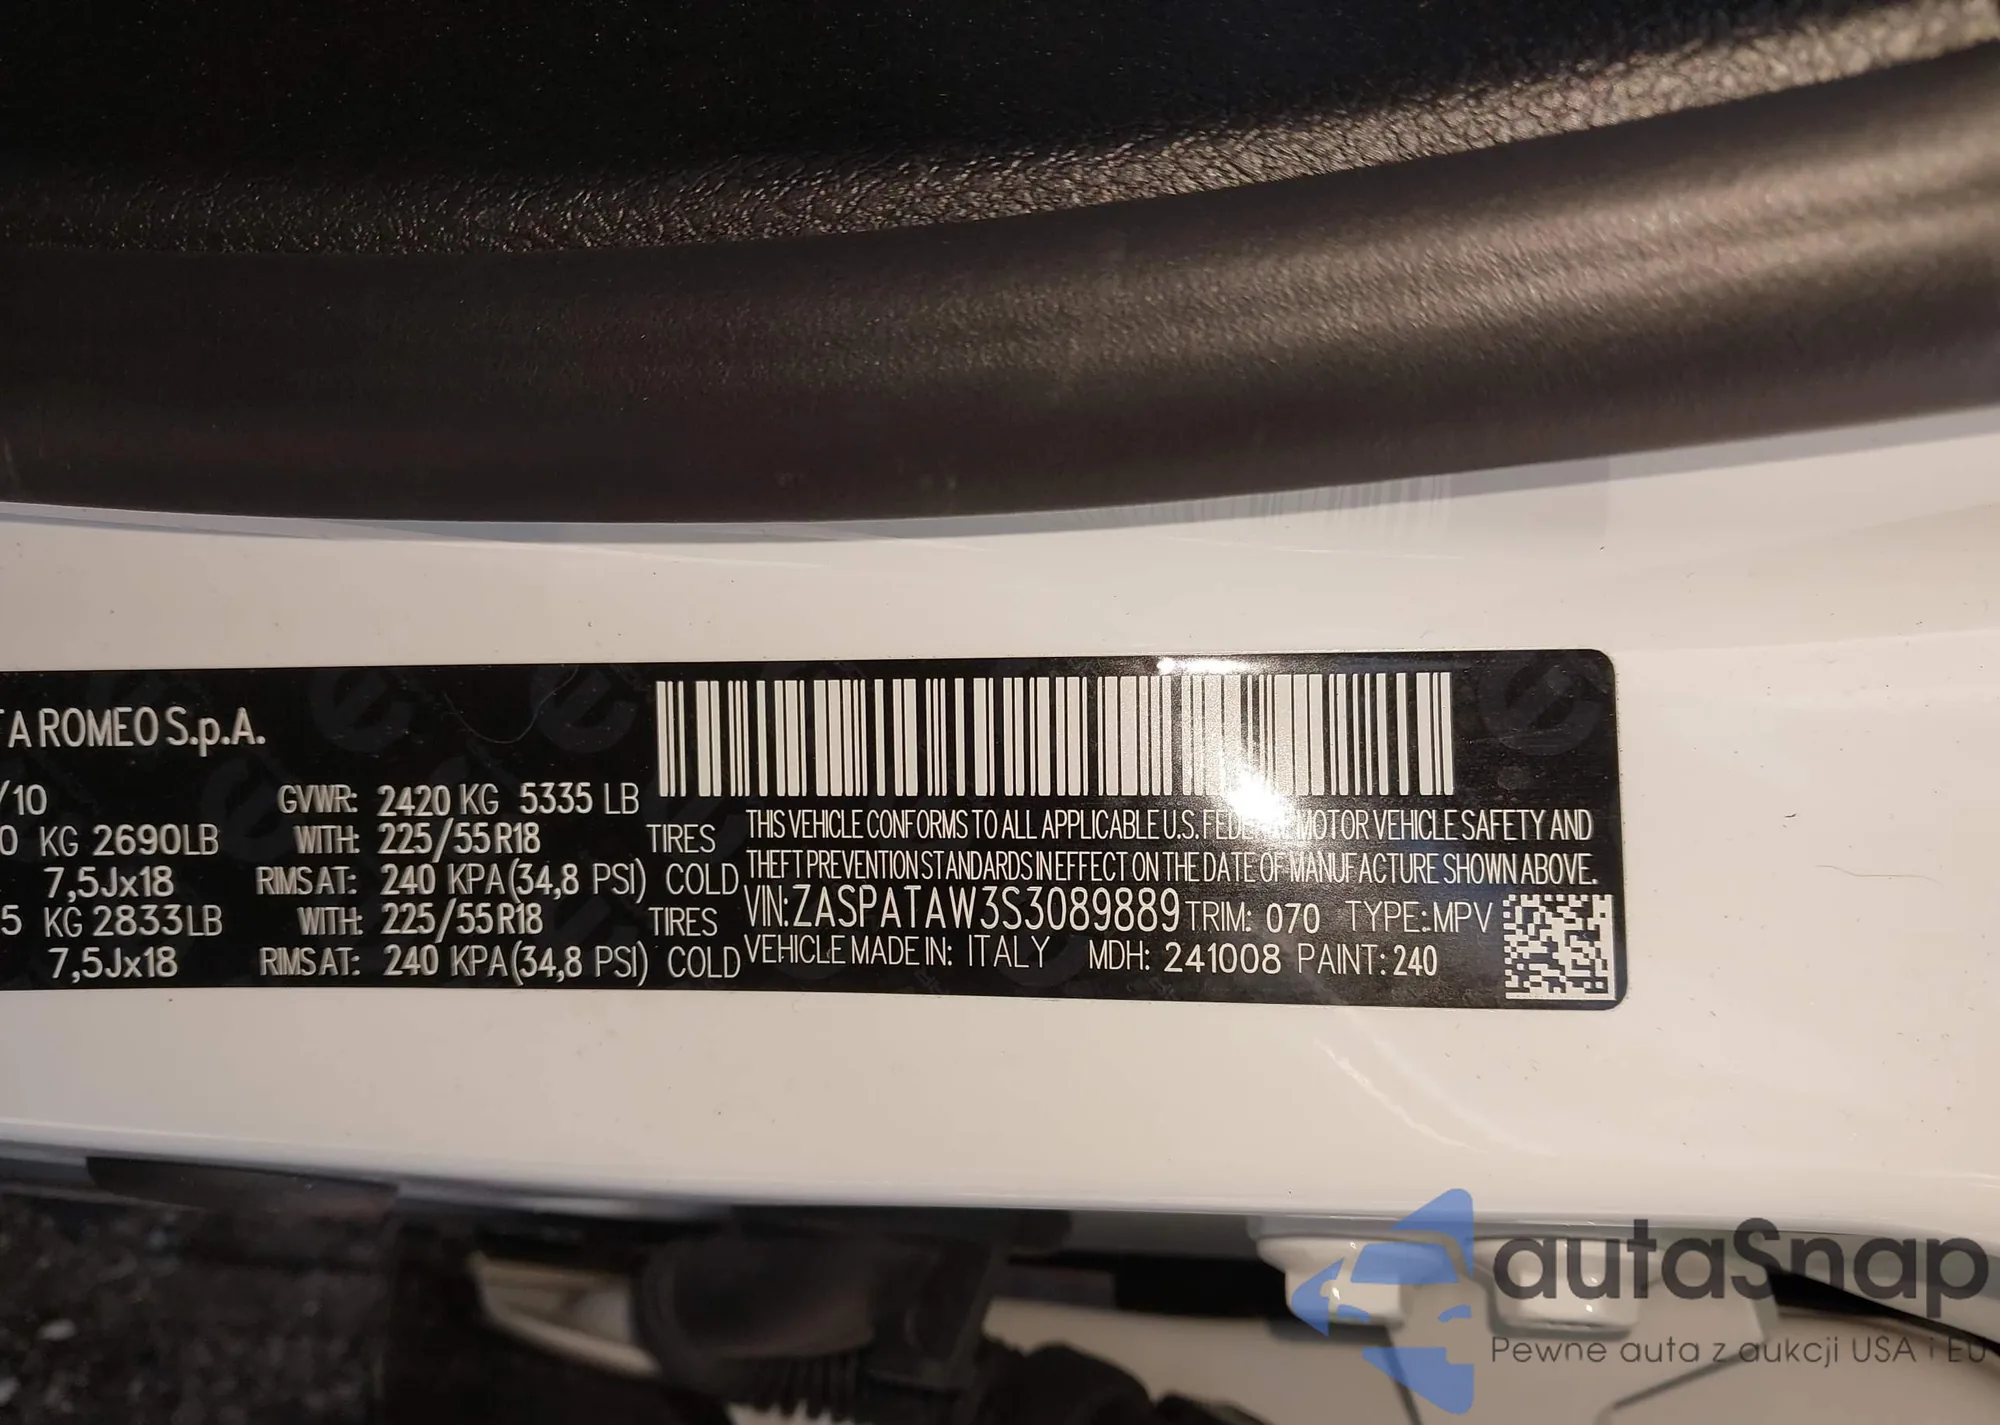 A ROMEO S.p.A.
/10 GVWR: 2420 KG 5335 LB
0 KG 2690LB WITH: 225/55R18 TIRES
7,5Jx18 RIMS AT: 240 KPA(34,8 PSI) COLD
5 KG 2833LB WITH: 225/55R18 TIRES
7,5Jx18 RIMS AT: 240 KPA(34,8 PSI) COLD
THIS VEHICLE CONFORMS TO ALL APPLICABLE U.S. FEDERAL MOTOR VEHICLE SAFETY AND
THEFT PREVENTION STANDARDS IN EFFECT ON THE DATE OF MANUFACTURE SHOWN ABOVE.
VIN: ZASPATAW3S3089889 TRIM: 070 TYPE: MPV
VEHICLE MADE IN: ITALY MDH: 241008 PAINT: 240
autaSnap
Pewne auta z aukcji USA i EU